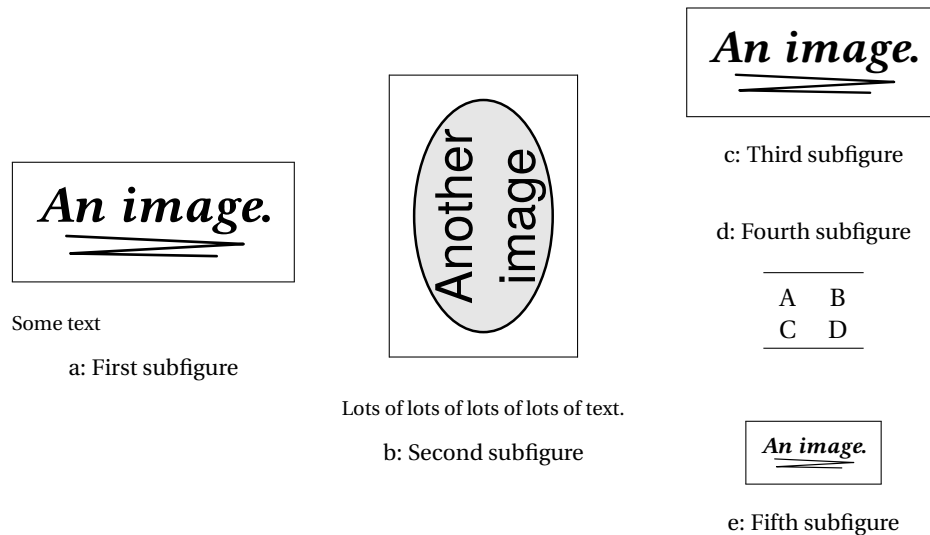 An image.
Some text
a: First subfigure
Another
image
Lots of lots of lots of lots of text.
b: Second subfigure
An image.
c: Third subfigure
d: Fourth subfigure
A B
C D
An image.
e: Fifth subfigure